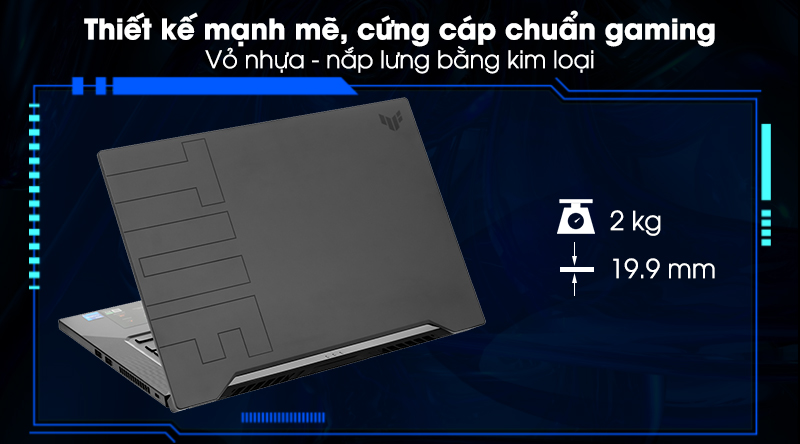 Thiết kế mạnh mẽ, cứng cáp chuẩn gaming
Vỏ nhựa - nắp lưng bằng kim loại
TUF
2 kg
19.9 mm